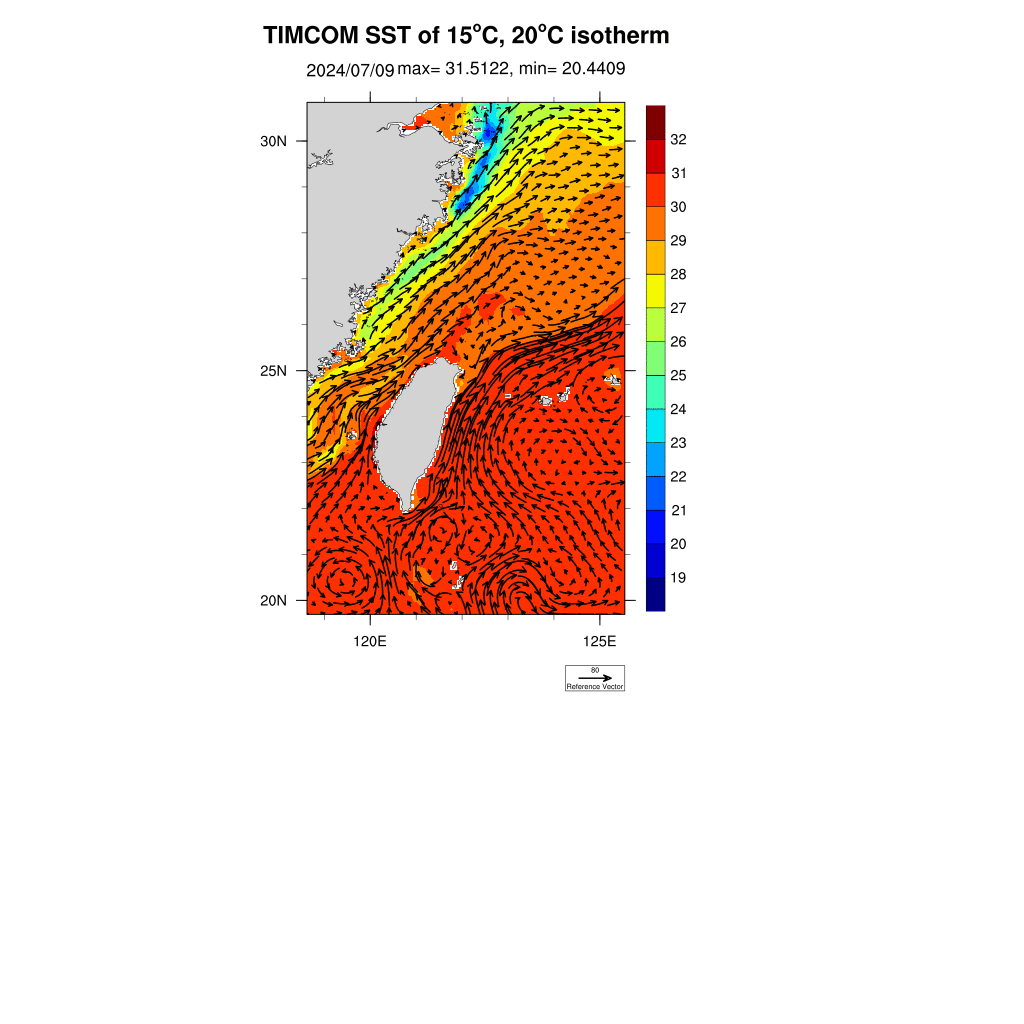 TIMCOM SST of 15°C, 20°C isotherm
2024/07/09 max= 31.5122, min= 20.4409
30N
25N
20N
120E
125E
32
31
30
29
28
27
26
25
24
23
22
21
20
19
80
Reference Vector